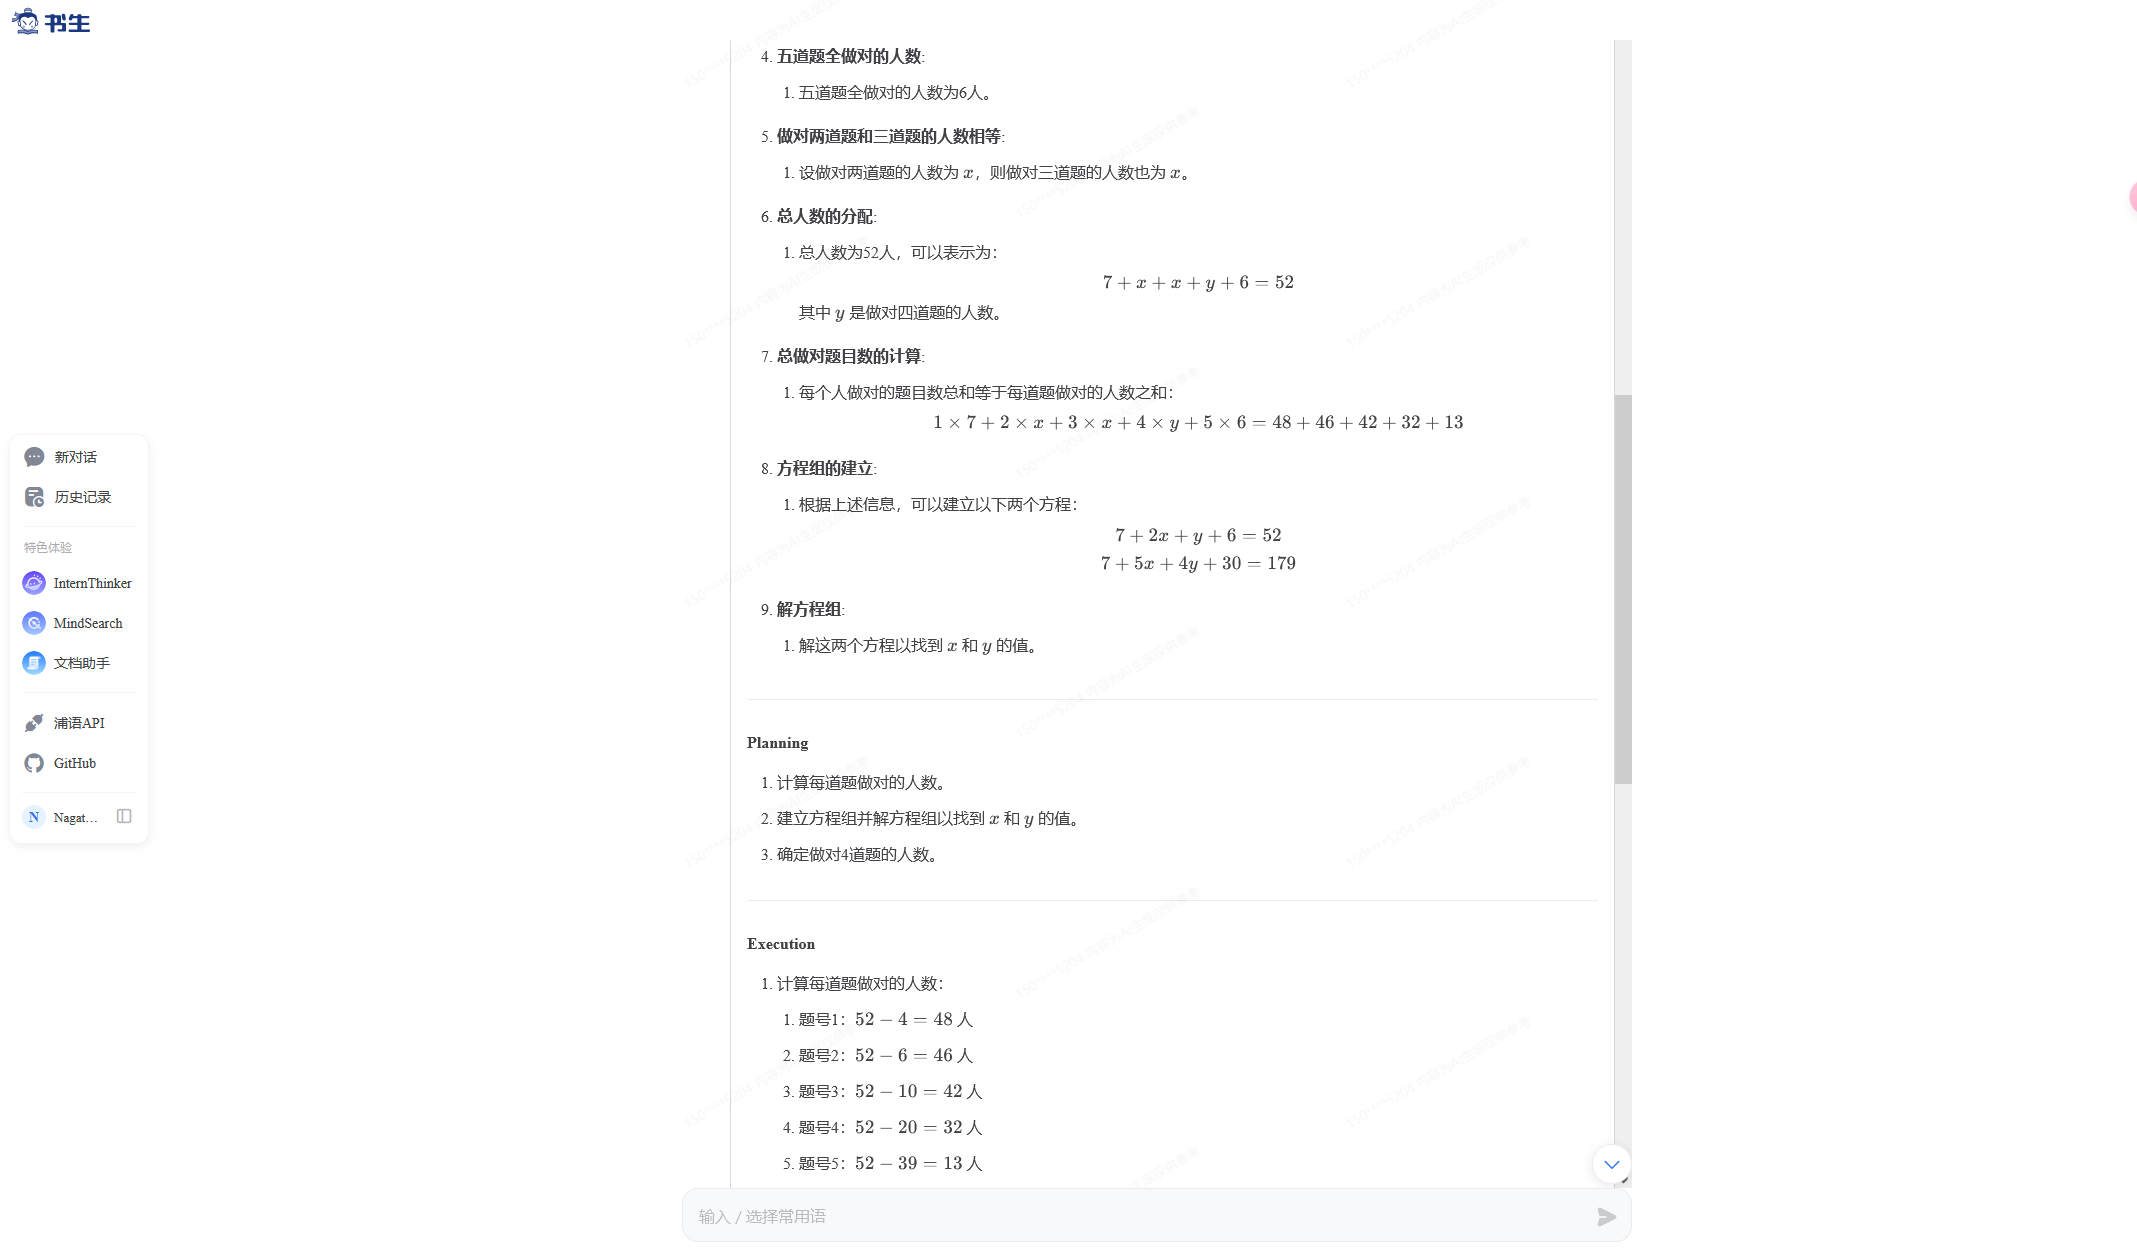 书生
新对话
历史记录
特色体验
InternThinker
MindSearch
文档助手
浦语API
GitHub
N Nagat...
4. 五道题全做对的人数:
1. 五道题全做对的人数为6人。
5. 做对两道题和三道题的人数相等:
1. 设做对两道题的人数为 x，则做对三道题的人数也为 x。
6. 总人数的分配:
1. 总人数为52人，可以表示为：
7 + x + x + y + 6 = 52
其中 y 是做对四道题的人数。
7. 总做对题目数的计算:
1. 每个人做对的题目数总和等于每道题做对的人数之和：
1 × 7 + 2 × x + 3 × x + 4 × y + 5 × 6 = 48 + 46 + 42 + 32 + 13
8. 方程组的建立:
1. 根据上述信息，可以建立以下两个方程：
7 + 2x + y + 6 = 52
7 + 5x + 4y + 30 = 179
9. 解方程组:
1. 解这两个方程以找到 x 和 y 的值。
Planning
1. 计算每道题做对的人数。
2. 建立方程组并解方程组以找到 x 和 y 的值。
3. 确定做对4道题的人数。
Execution
1. 计算每道题做对的人数：
1. 题号1：52 − 4 = 48 人
2. 题号2：52 − 6 = 46 人
3. 题号3：52 − 10 = 42 人
4. 题号4：52 − 20 = 32 人
5. 题号5：52 − 39 = 13 人
输入 / 选择常用语
150****5204 内容为AI生成仅供参考